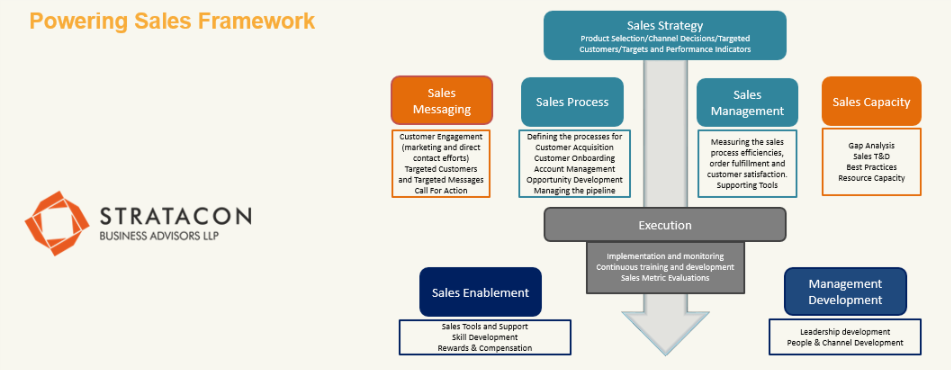 Powering Sales Framework
Sales Strategy
Product Selection/Channel Decisions/Targeted
Customers/Targets and Performance Indicators
Sales
Messaging
Customer Engagement
(marketing and direct
contact efforts)
Targeted Customers
and Targeted Messages
Call For Action
Sales Process
Defining the processes for
Customer Acquisition
Customer Onboarding
Account Management
Opportunity Development
Managing the pipeline
Sales
Management
Measuring the sales
process efficiencies,
order fulfillment and
customer satisfaction.
Supporting Tools
Sales Capacity
Gap Analysis
Sales T&D
Best Practices
Resource Capacity
STRATACON
BUSINESS ADVISORS LLP
Execution
Implementation and monitoring
Continuous training and development
Sales Metric Evaluations
Sales Enablement
Sales Tools and Support
Skill Development
Rewards & Compensation
Management
Development
Leadership development
People & Channel Development